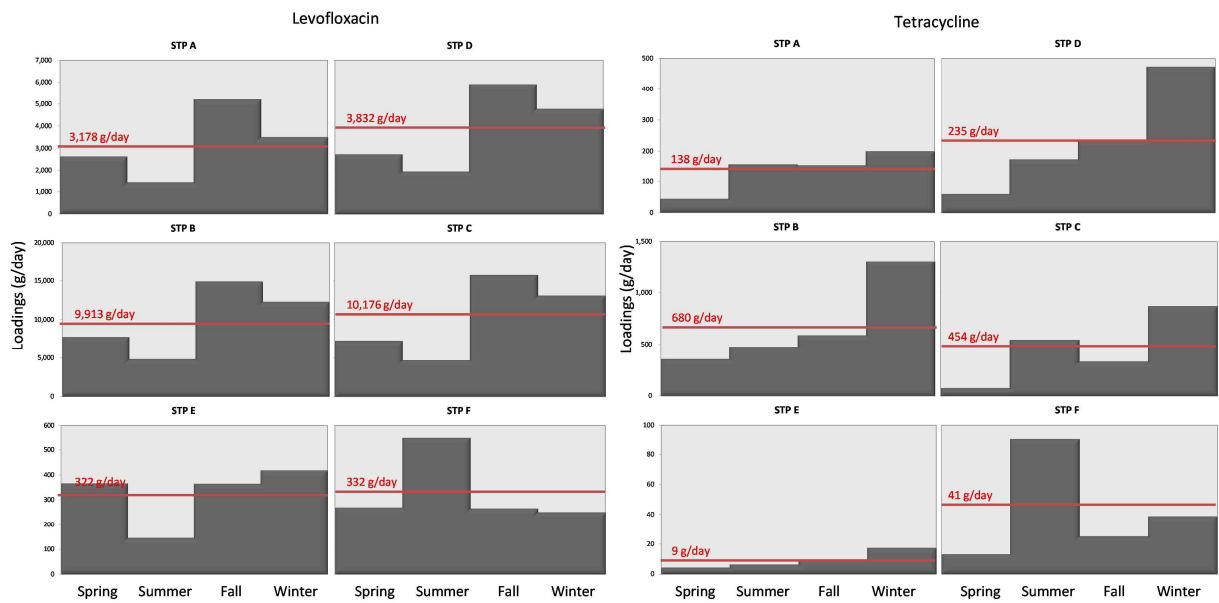 Levofloxacin
STP A
STP D
7,000
6,000
5,000
4,000
3,000
2,000
1,000
0
3,178 g/day
3,832 g/day
STP B
STP C
20,000
15,000
10,000
5,000
0
9,913 g/day
10,176 g/day
Loadings (g/day)
STP E
STP F
600
500
400
300
200
100
0
322 g/day
332 g/day
Spring Summer Fall Winter
Spring Summer Fall Winter
Tetracycline
STP A
STP D
500
400
300
200
100
0
138 g/day
235 g/day
STP B
STP C
1,500
1,000
500
0
680 g/day
454 g/day
Loadings (g/day)
STP E
STP F
100
80
60
40
20
0
9 g/day
41 g/day
Spring Summer Fall Winter
Spring Summer Fall Winter